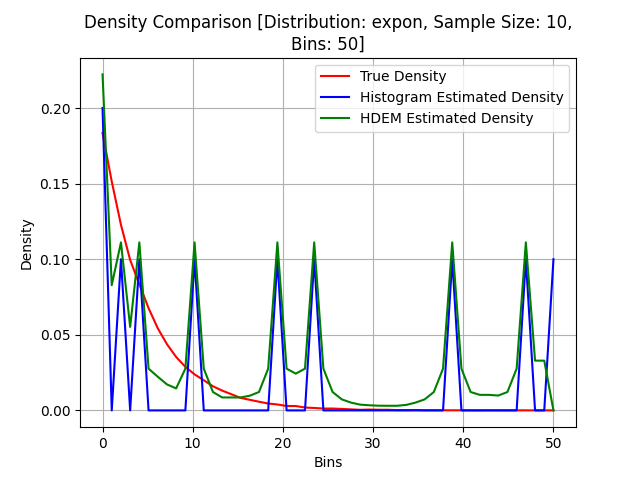 Density Comparison [Distribution: expon, Sample Size: 10,
Bins: 50]
True Density
Histogram Estimated Density
HDEM Estimated Density
Density
0.20
0.15
0.10
0.05
0.00
0
10
20
30
40
50
Bins